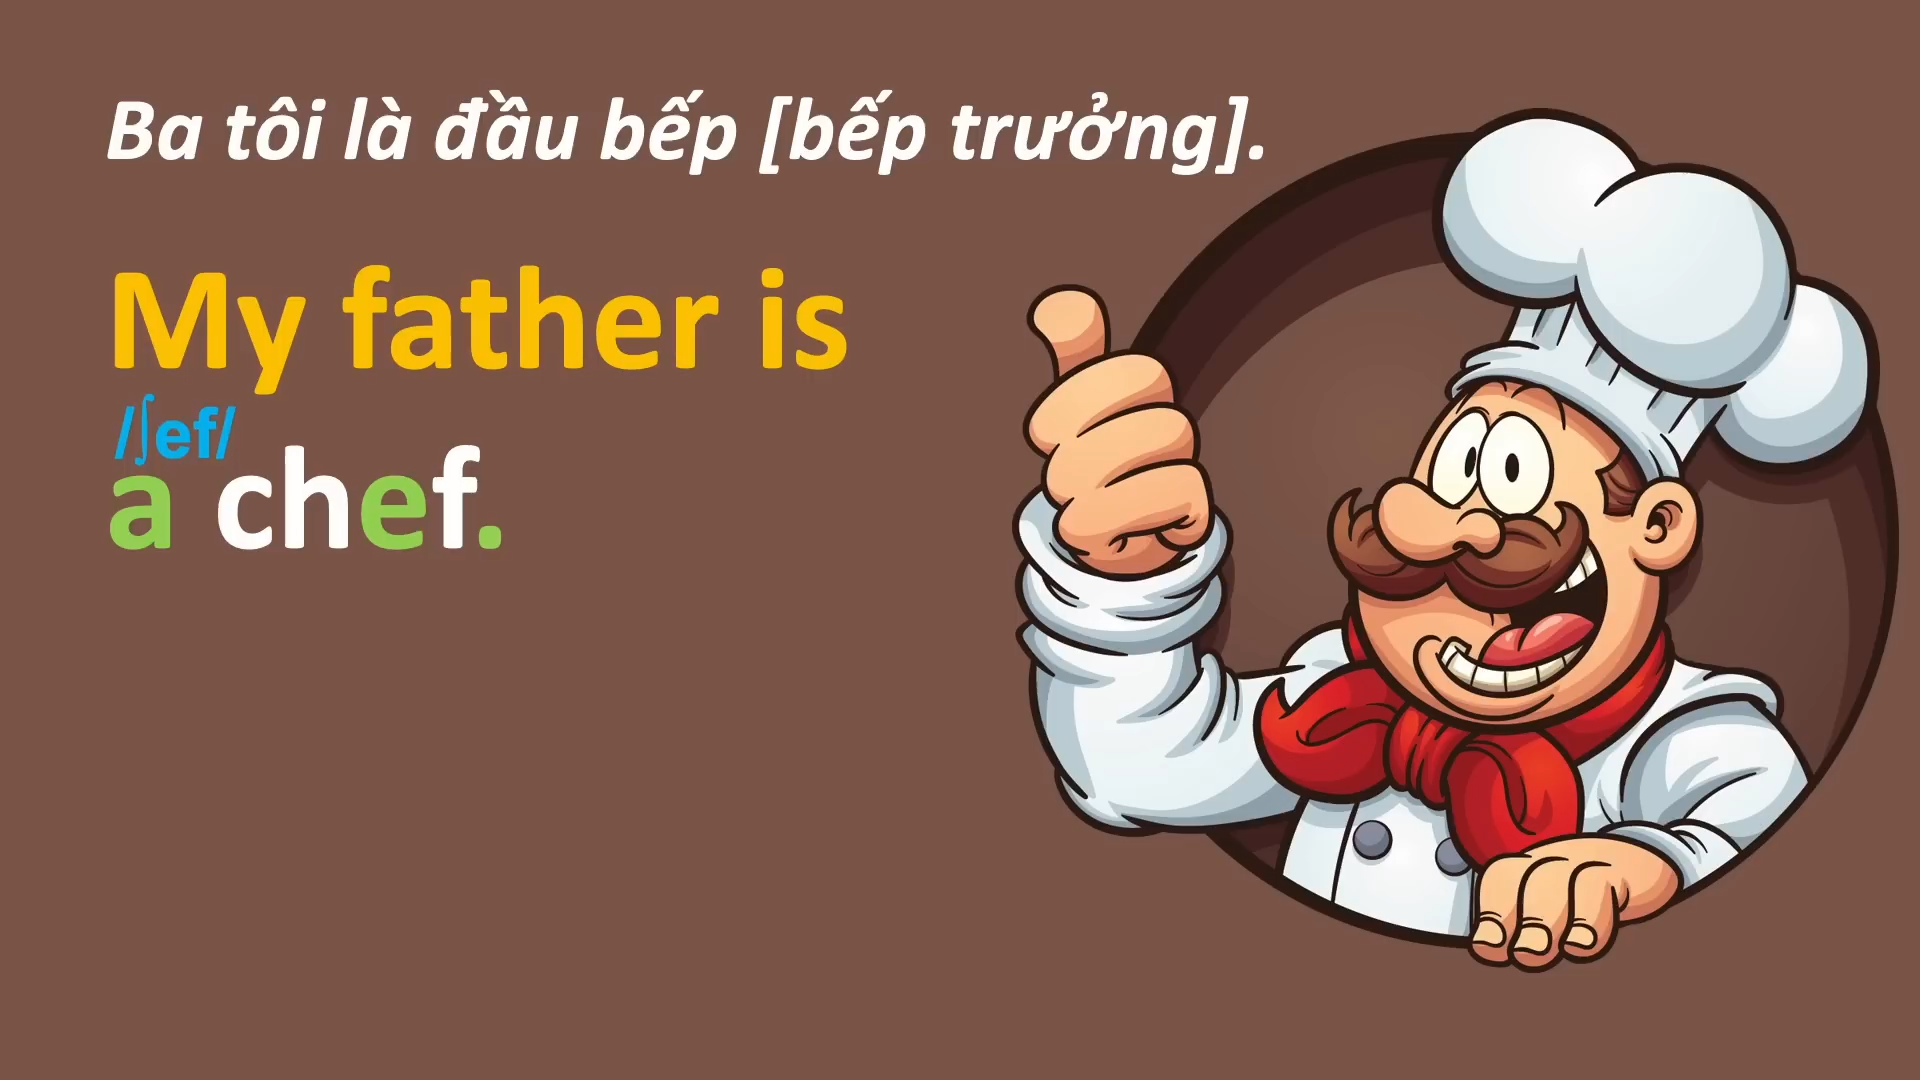 Ba tôi là đầu bếp [bếp trưởng].
My father is
/ʃef/
a chef.